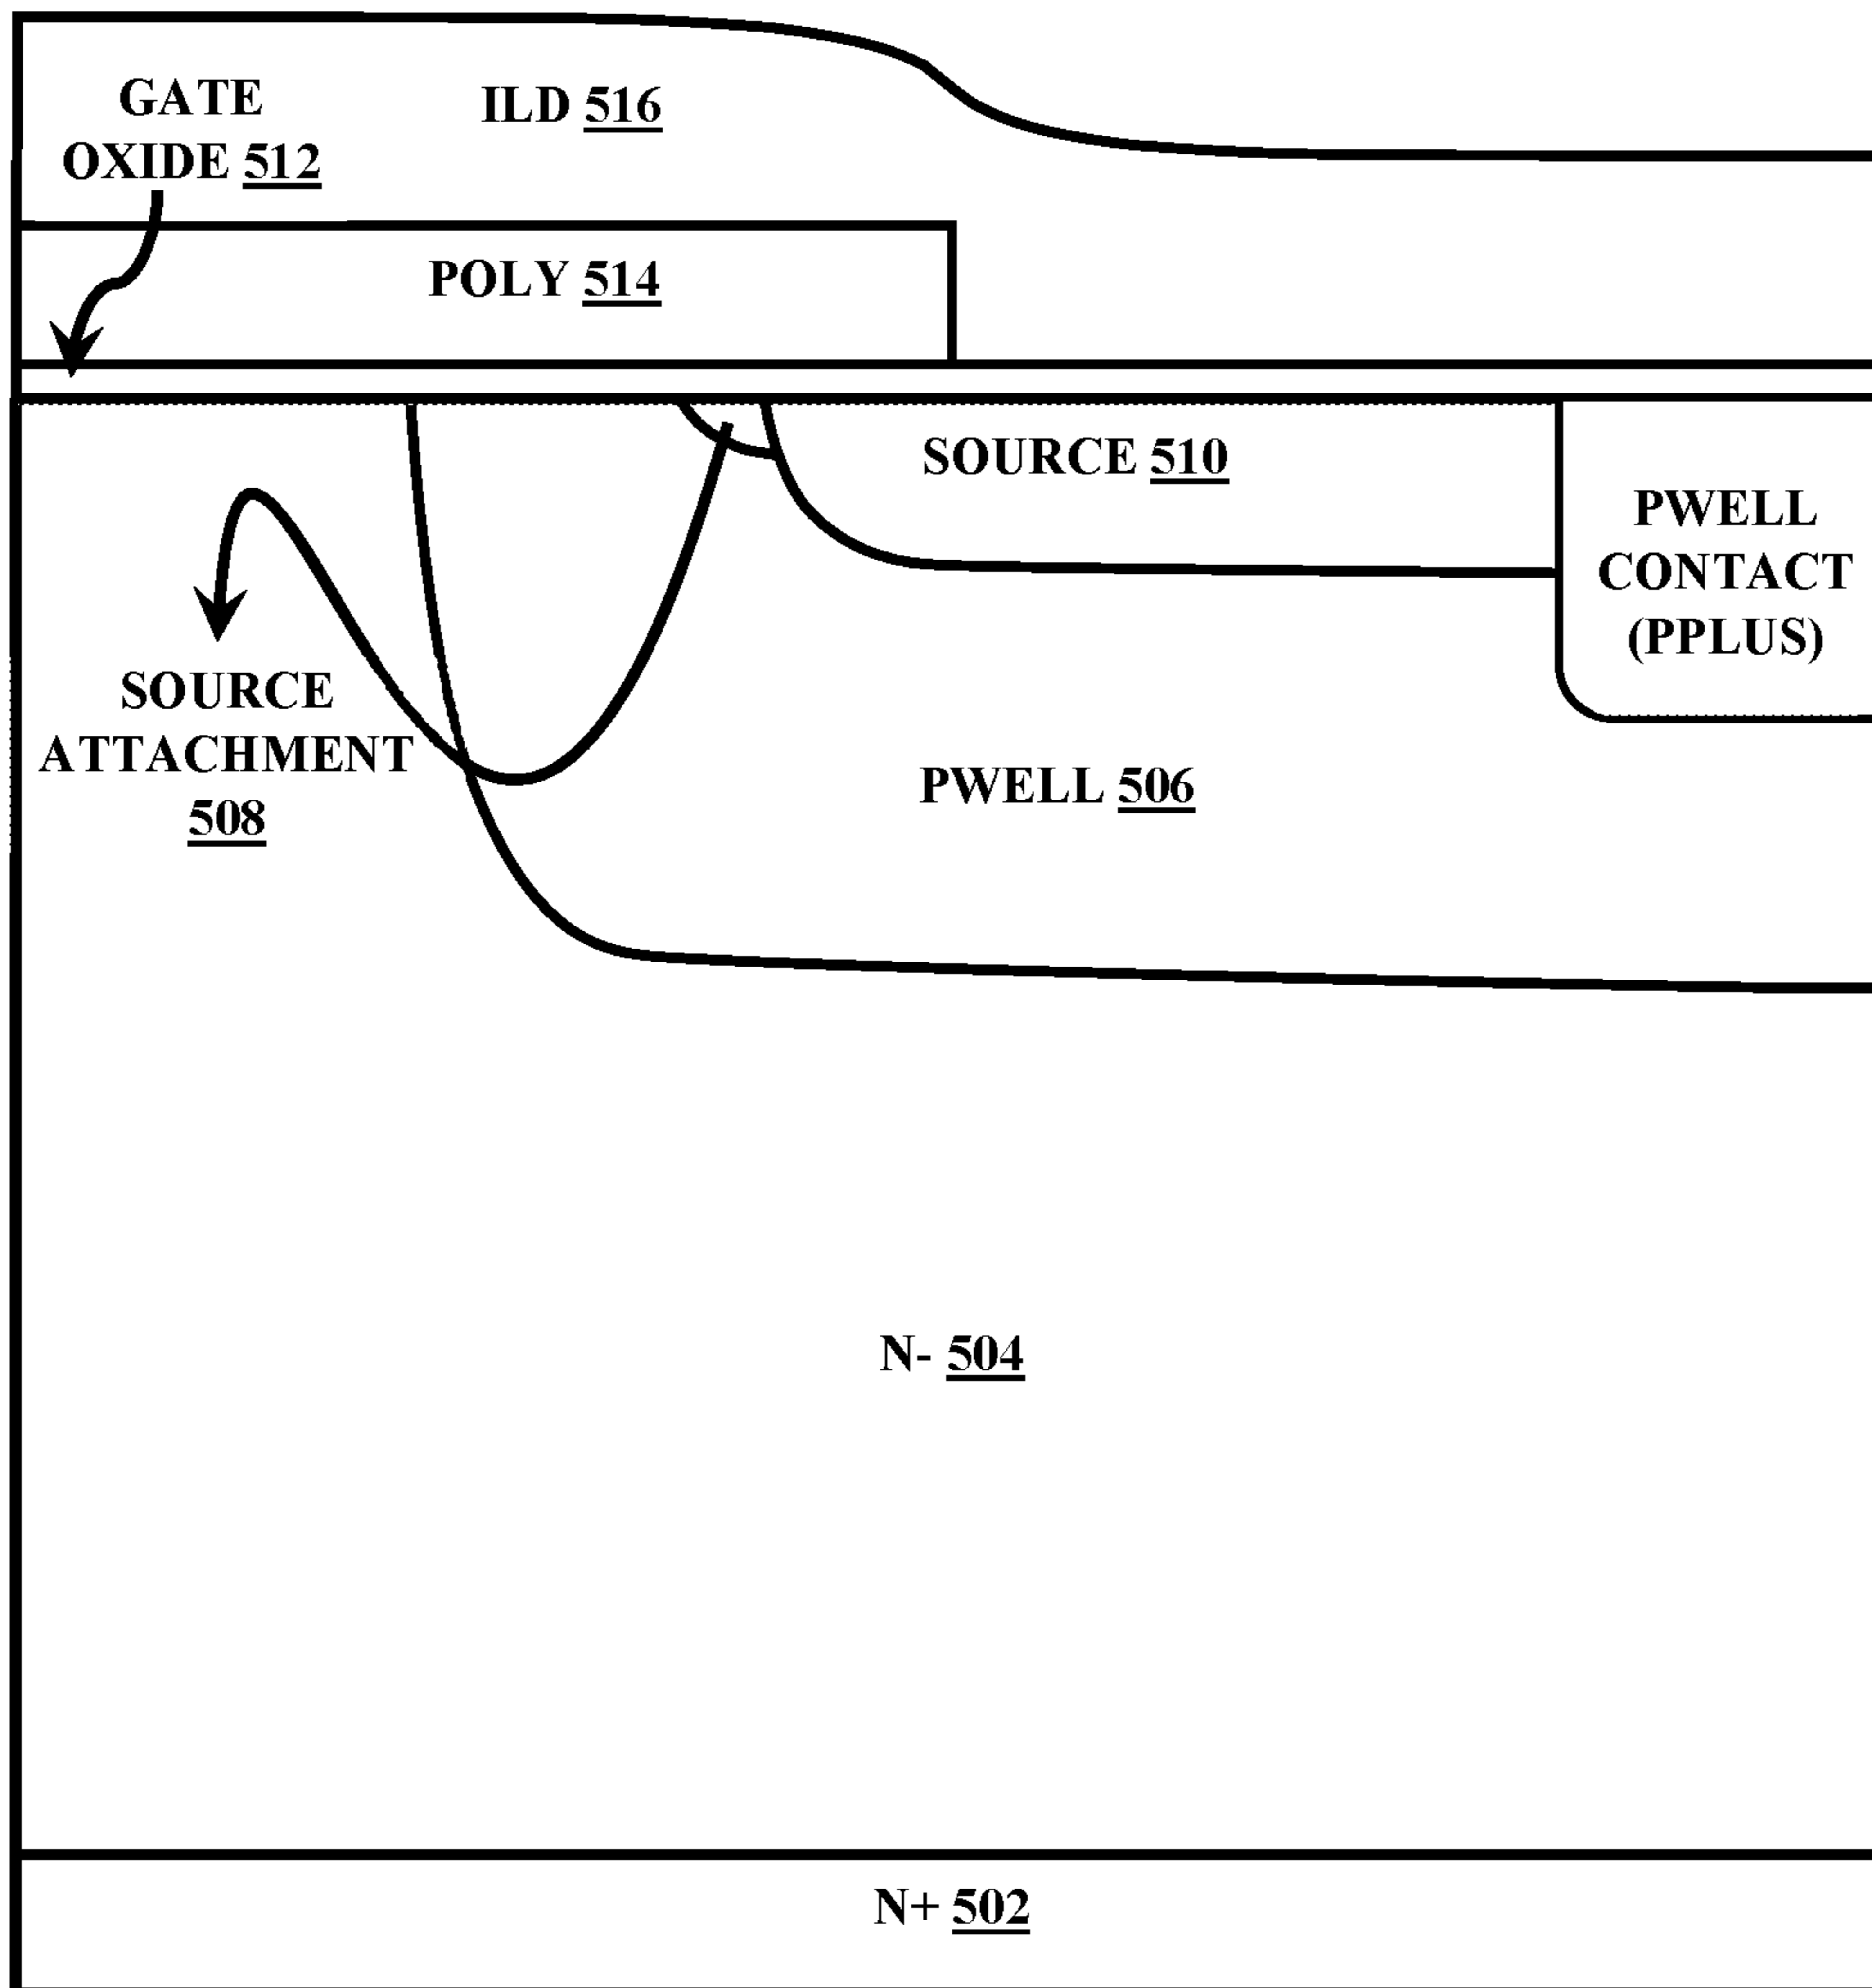 GATE
OXIDE 512
ILD 516
POLY 514
SOURCE 510
PWELL
CONTACT
(PPLUS)
SOURCE
ATTACHMENT
508
PWELL 506
N- 504
N+ 502